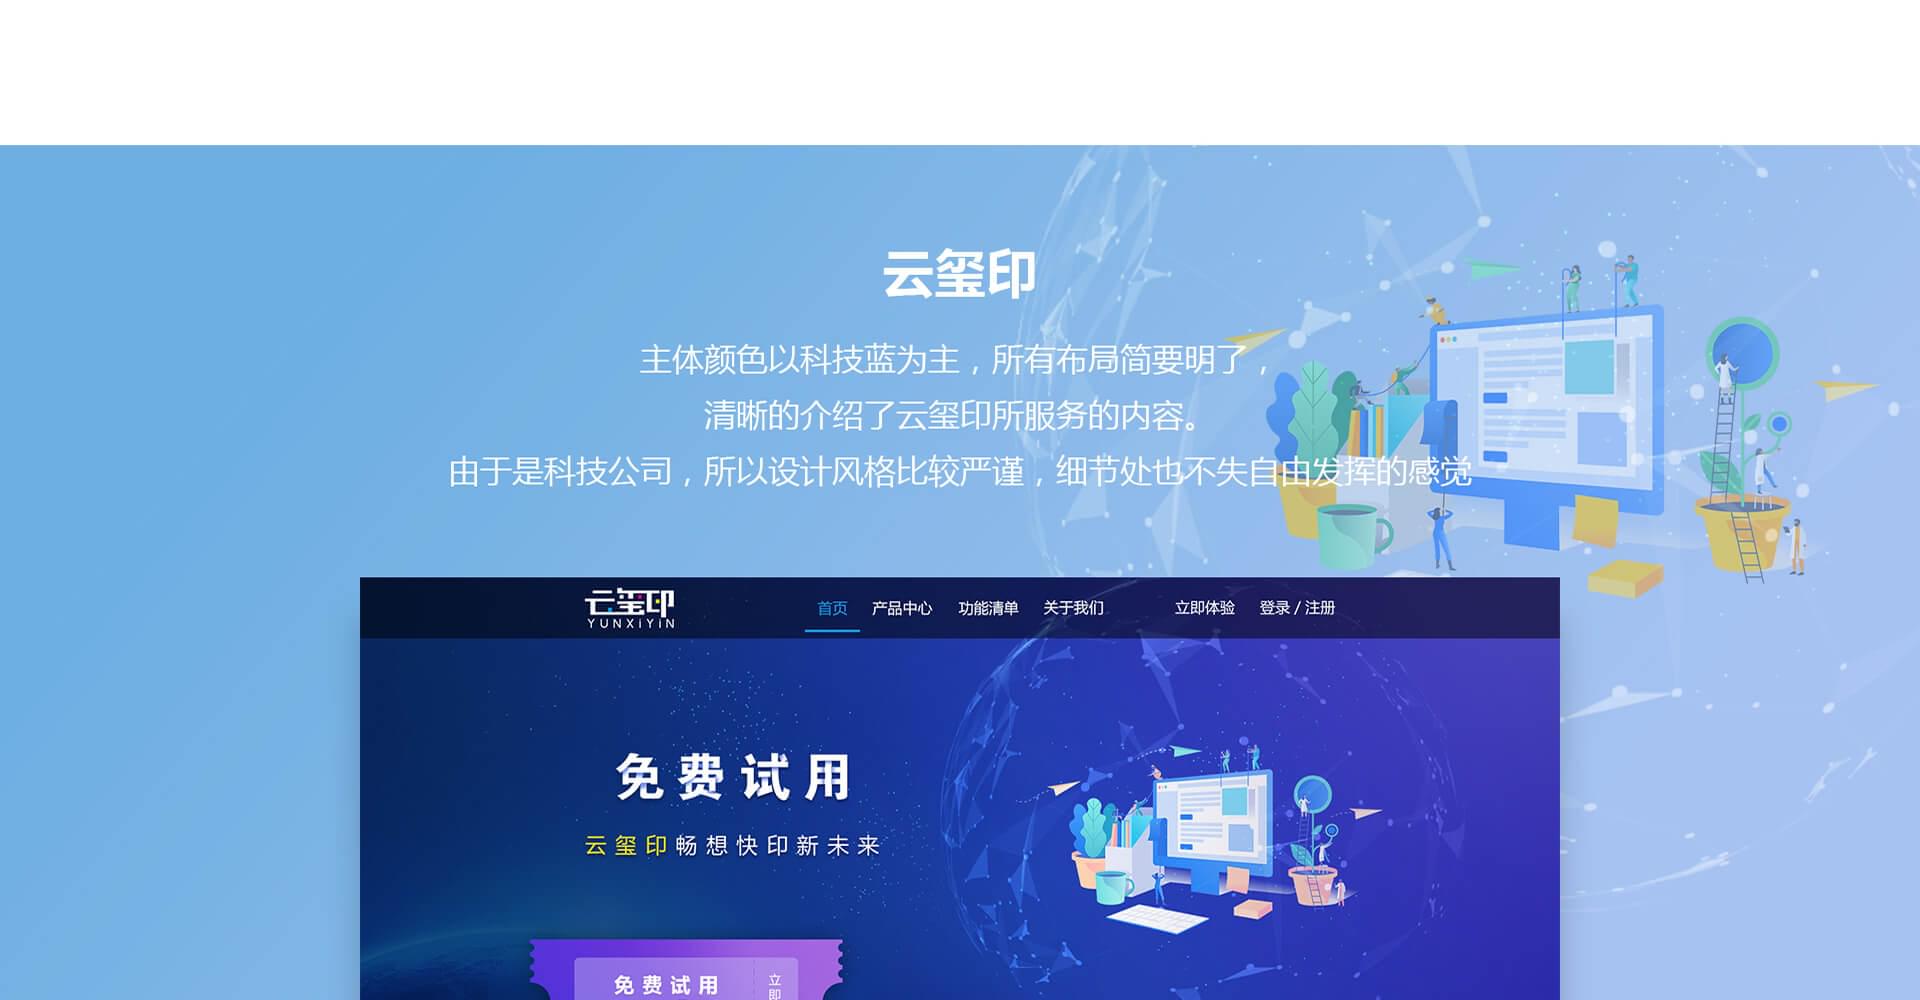 云玺印
主体颜色以科技蓝为主，所有布局简要明了，
清晰的介绍了云玺印所服务的内容。
由于是科技公司，所以设计风格比较严谨，细节处也不失自由发挥的感觉
云玺印
YUNXiYiN
首页 产品中心 功能清单 关于我们 立即体验 登录 / 注册
免费试用
云玺印畅想快印新未来
免费试用
立即